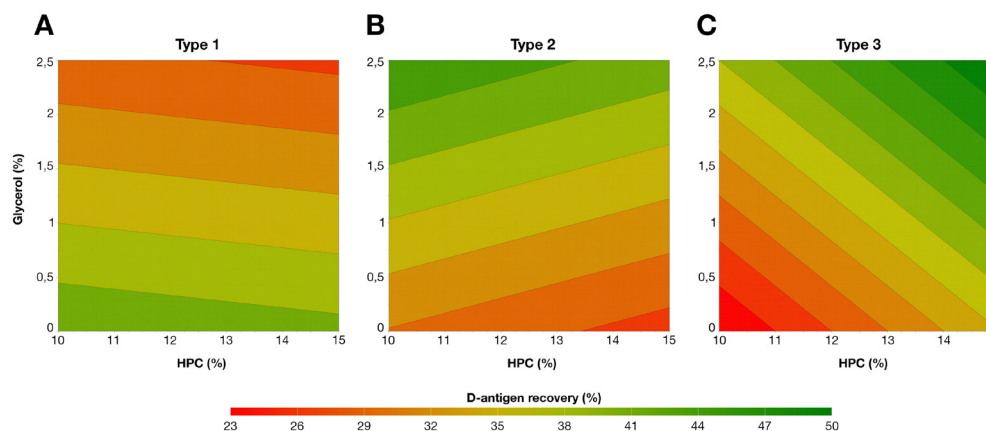 A
B
C
Type 1
Type 2
Type 3
Glycerol (%)
2,5
2
1,5
1
0,5
0
10 11 12 13 14 15
HPC (%)
2,5
2
1,5
1
0,5
0
10 11 12 13 14 15
HPC (%)
2,5
2
1,5
1
0,5
0
10 11 12 13 14
HPC (%)
D-antigen recovery (%)
23 26 29 32 35 38 41 44 47 50